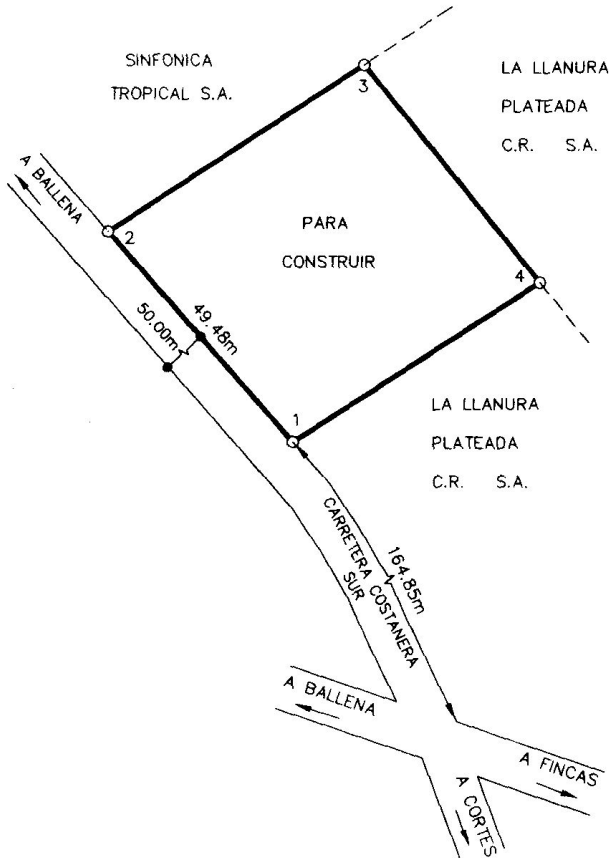 SINFONICA
TROPICAL S.A.
3
LA LLANURA
PLATEADA
C.R. S.A.
A BALLENA
2
PARA
CONSTRUIR
4
50.00m
49.48m
1
LA LLANURA
PLATEADA
C.R. S.A.
CARRETERA COSTANERA
SUR
164.85m
A BALLENA
A FINCAS
A CORTES